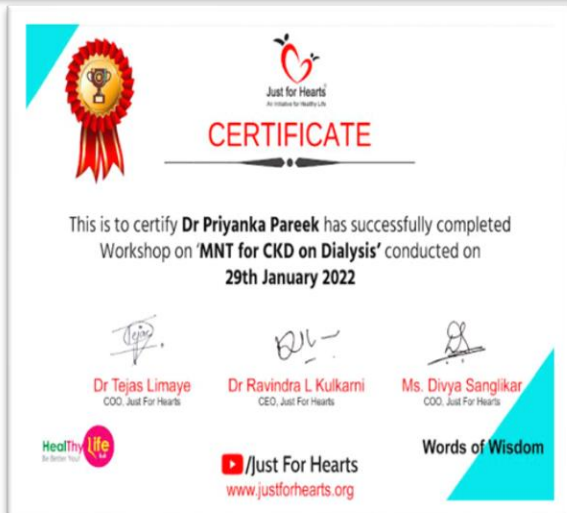 Just for Hearts
An Initiative for Healthy Life
CERTIFICATE
This is to certify Dr Priyanka Pareek has successfully completed
Workshop on ‘MNT for CKD on Dialysis’ conducted on
29th January 2022
Dr Tejas Limaye
COO, Just For Hearts
Dr Ravindra L Kulkarni
CEO, Just For Hearts
Ms. Divya Sanglikar
COO, Just For Hearts
HealThy life
Be Better You!
/Just For Hearts
www.justforhearts.org
Words of Wisdom